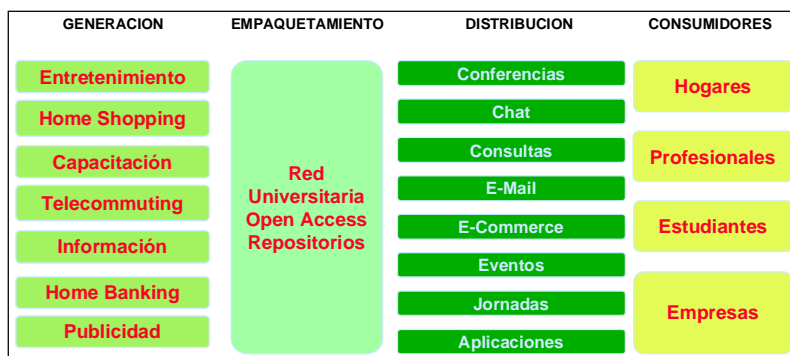 GENERACION
EMPAQUETAMIENTO
DISTRIBUCION
CONSUMIDORES
Entretenimiento
Home Shopping
Capacitación
Telecommuting
Información
Home Banking
Publicidad
Red
Universitaria
Open Access
Repositorios
Conferencias
Chat
Consultas
E-Mail
E-Commerce
Eventos
Jornadas
Aplicaciones
Hogares
Profesionales
Estudiantes
Empresas